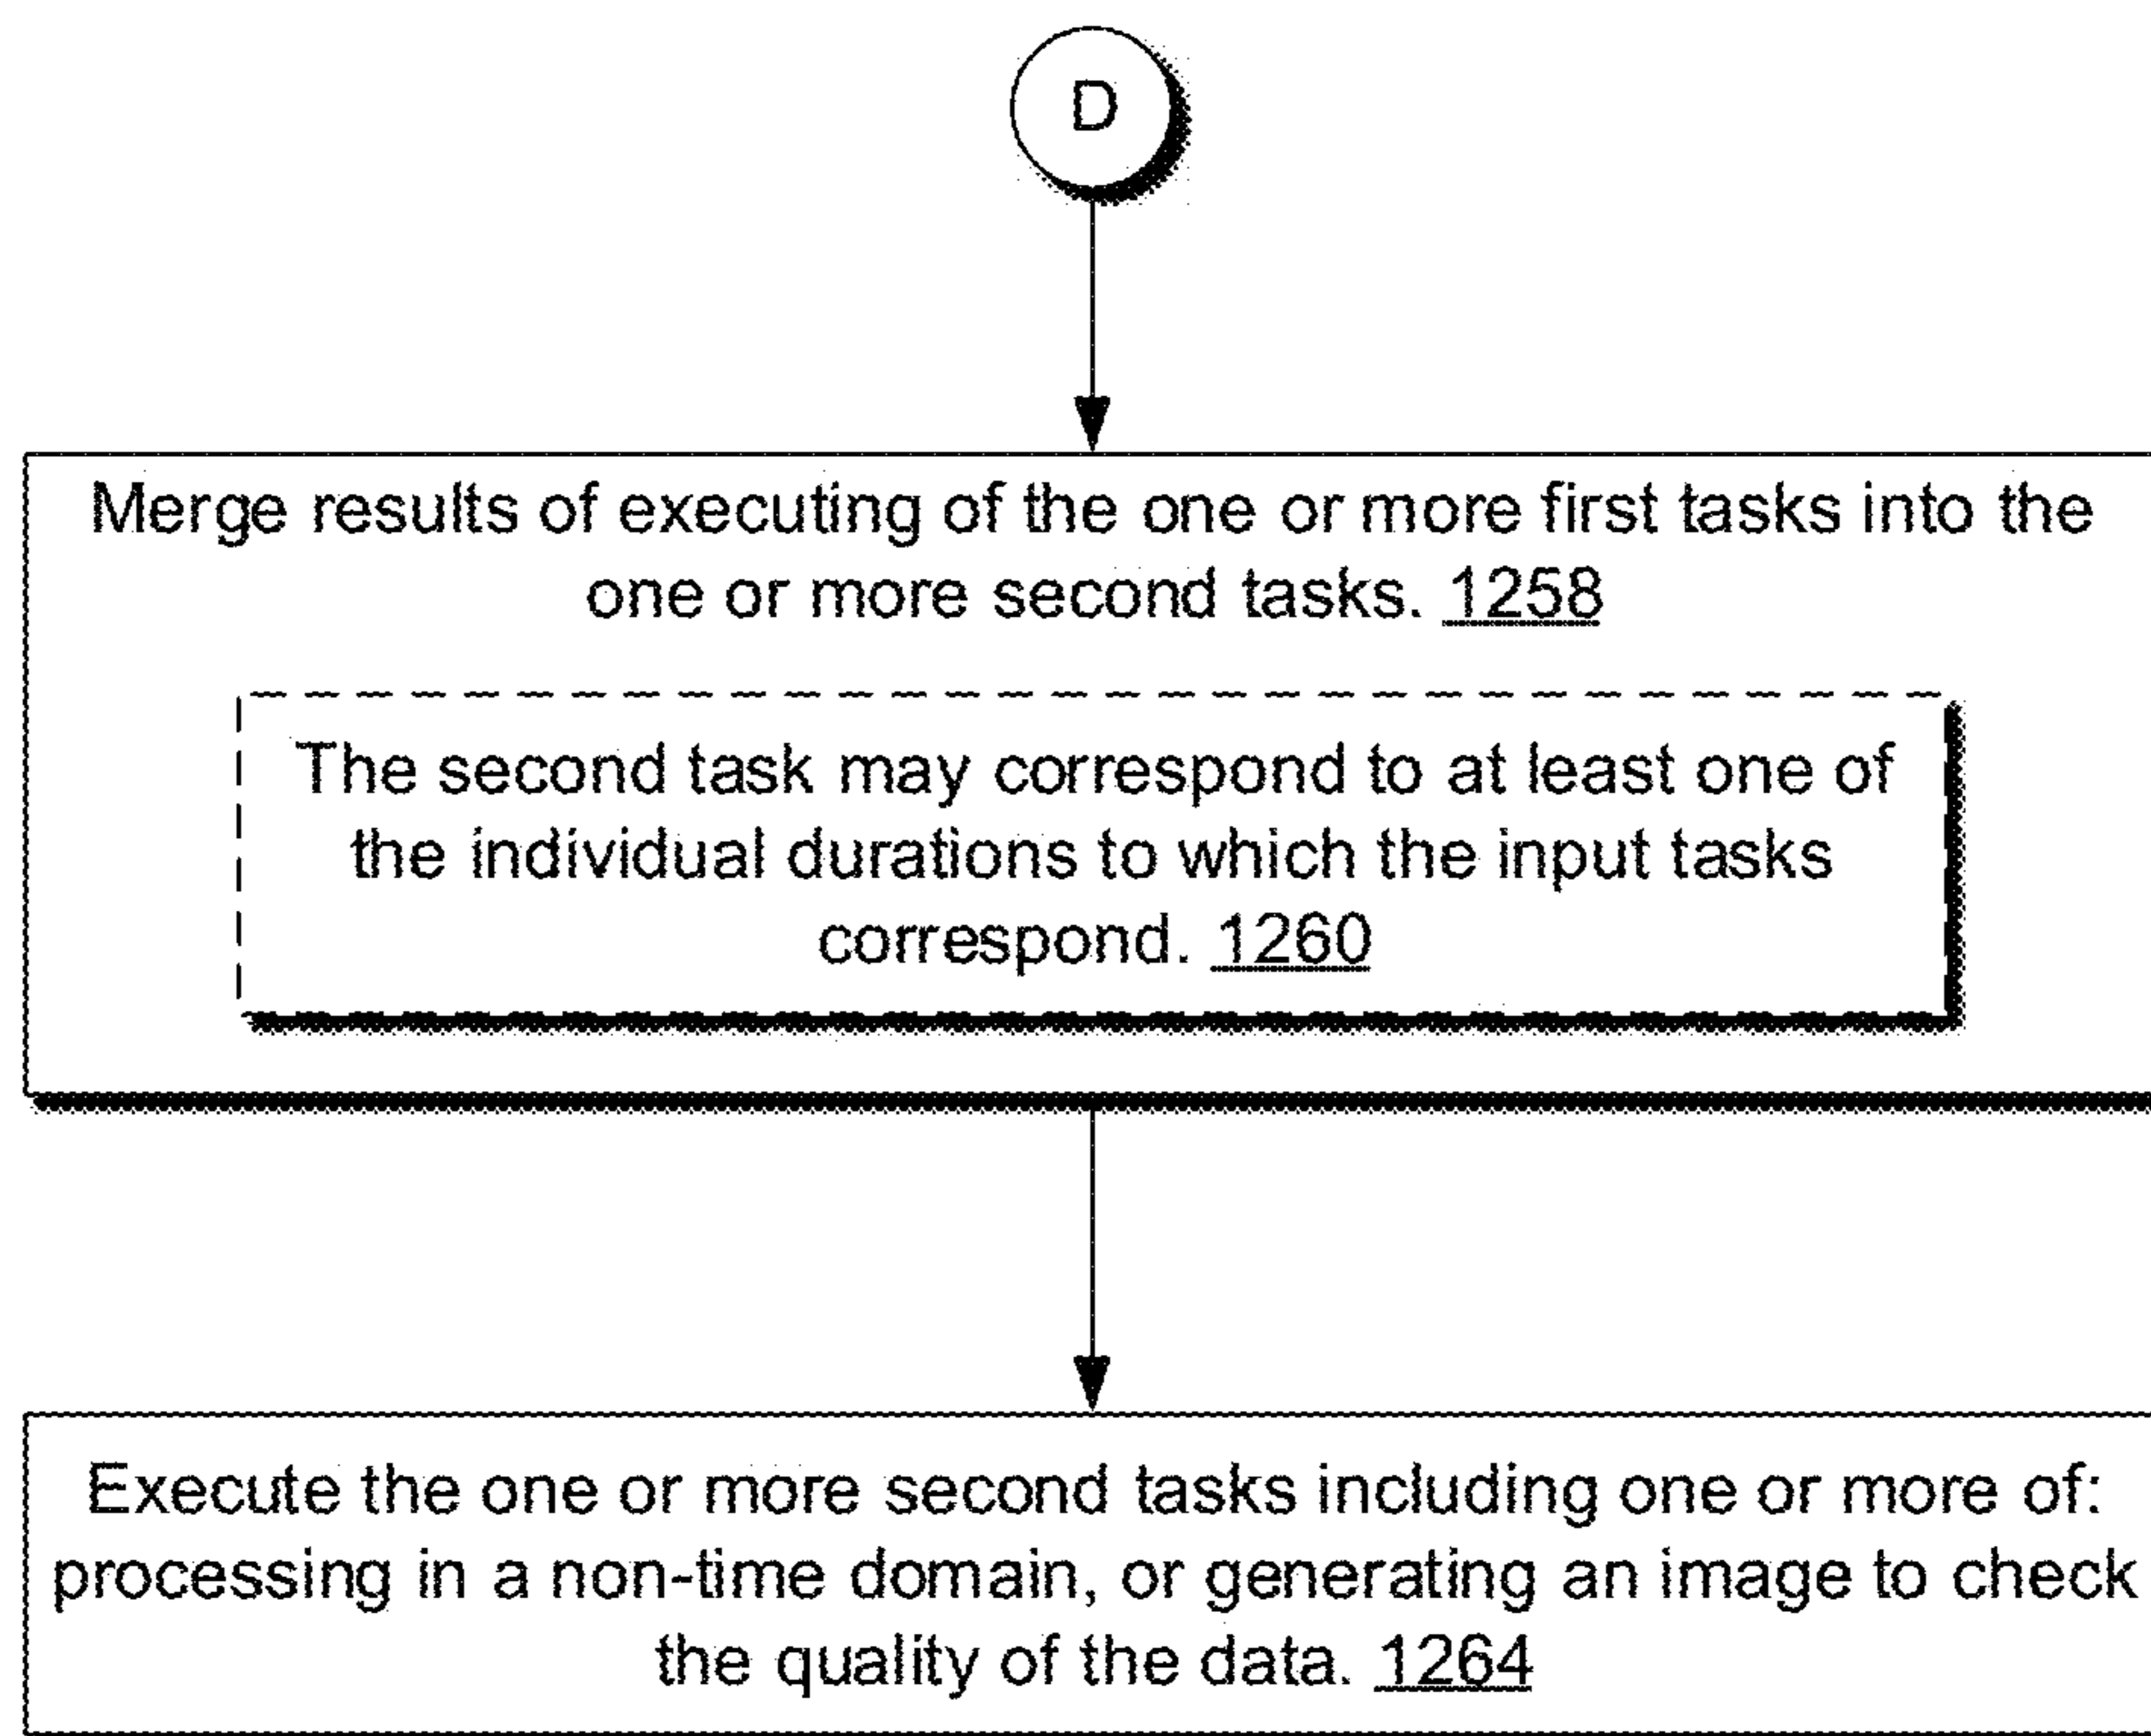 D
Merge results of executing of the one or more first tasks into the
one or more second tasks. 1258
The second task may correspond to at least one of
the individual durations to which the input tasks
correspond. 1260
Execute the one or more second tasks including one or more of:
processing in a non-time domain, or generating an image to check
the quality of the data. 1264